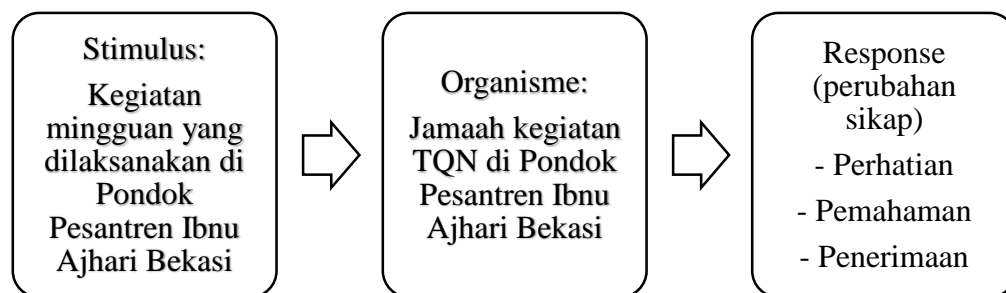 Stimulus:
Kegiatan
mingguan yang
dilaksanakan di
Pondok
Pesantren Ibnu
Ajhari Bekasi
Organisme:
Jamaah kegiatan
TQN di Pondok
Pesantren Ibnu
Ajhari Bekasi
Response
(perubahan
sikap)
- Perhatian
- Pemahaman
- Penerimaan